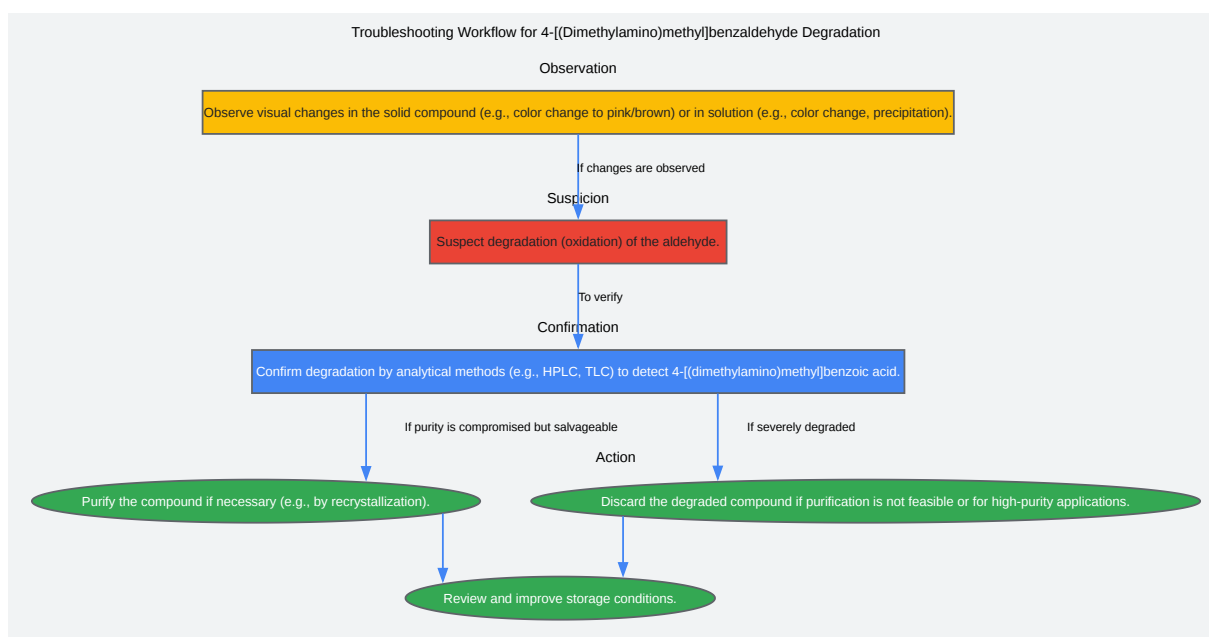 Troubleshooting Workflow for 4-[(Dimethylamino)methyl]benzaldehyde Degradation
Observation
Observe visual changes in the solid compound (e.g., color change to pink/brown) or in solution (e.g., color change, precipitation).
If changes are observed
Suspicion
Suspect degradation (oxidation) of the aldehyde.
To verify
Confirmation
Confirm degradation by analytical methods (e.g., HPLC, TLC) to detect 4-[(dimethylamino)methyl]benzoic acid.
If purity is compromised but salvageable
If severely degraded
Action
Purify the compound if necessary (e.g., by recrystallization).
Discard the degraded compound if purification is not feasible or for high-purity applications.
Review and improve storage conditions.